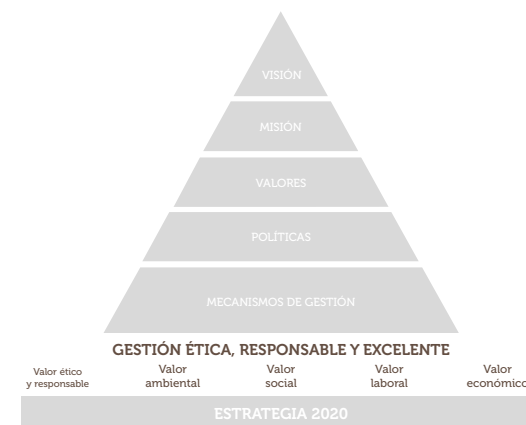 VISIÓN
MISIÓN
VALORES
POLÍTICAS
MECANISMOS DE GESTIÓN
GESTIÓN ÉTICA, RESPONSABLE Y EXCELENTE
Valor ético
y responsable
Valor
ambiental
Valor
social
Valor
laboral
Valor
económico
ESTRATEGIA 2020